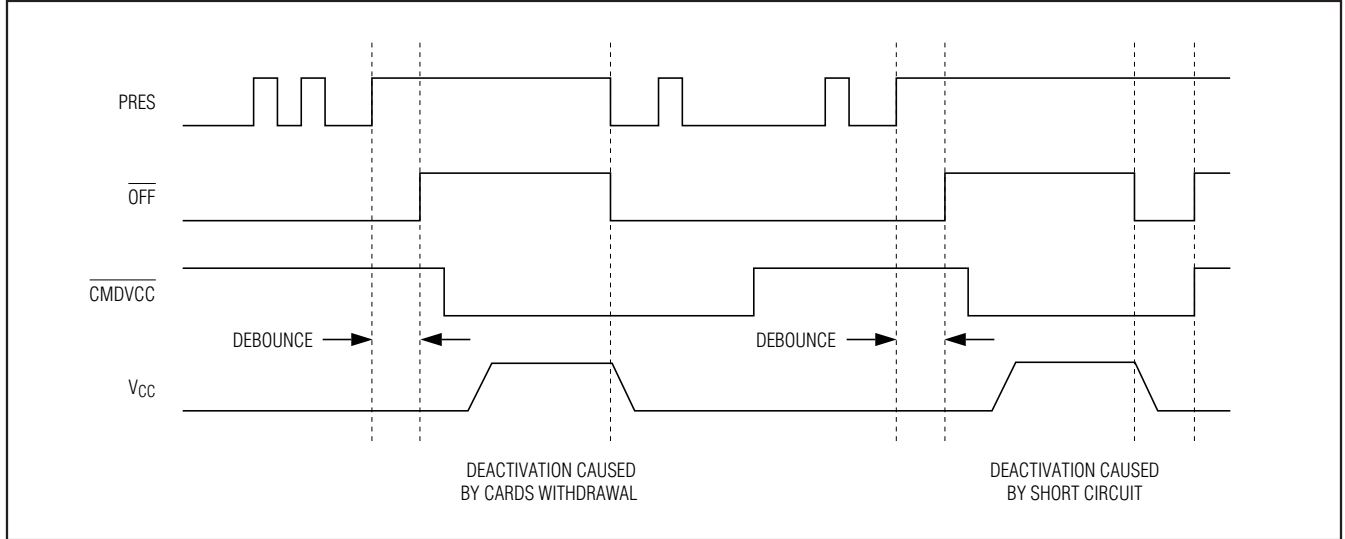 PRES
OFF
CMDVCC
DEBOUNCE
DEBOUNCE
VCC
DEACTIVATION CAUSED
BY CARDS WITHDRAWAL
DEACTIVATION CAUSED
BY SHORT CIRCUIT